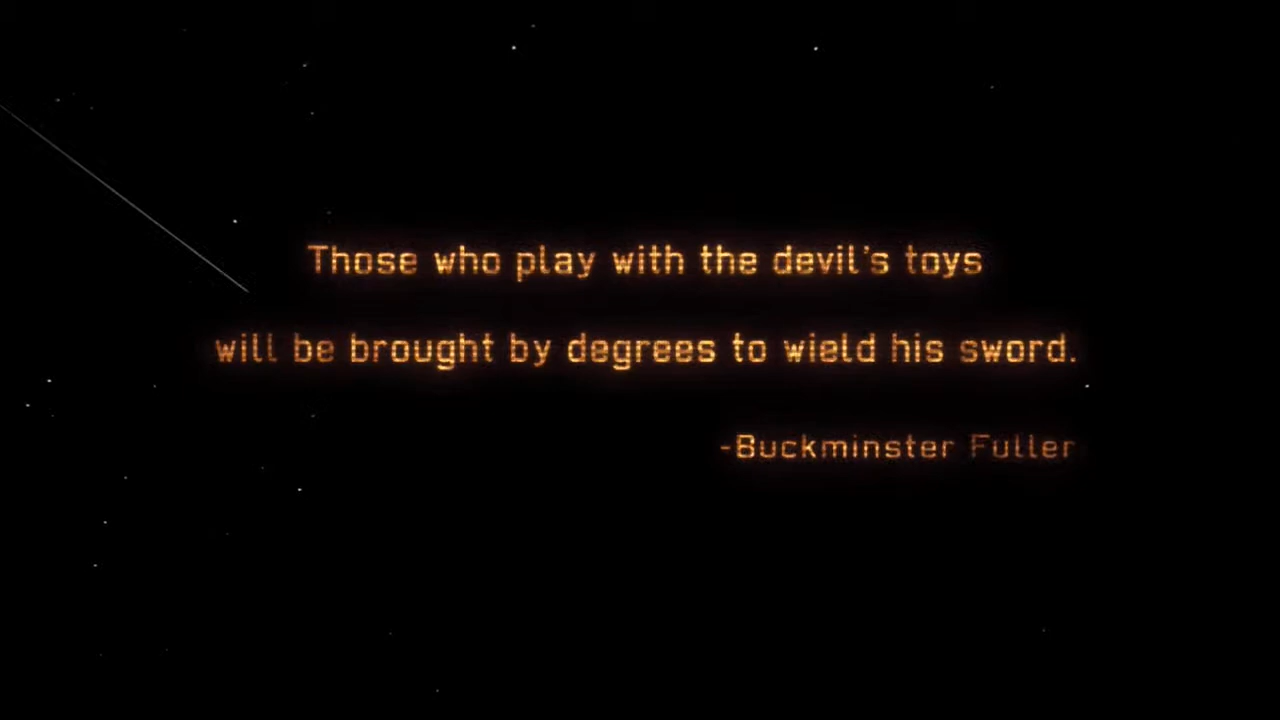 Those who play with the devil's toys
will be brought by degrees to wield his sword.
-Buckminster Fuller